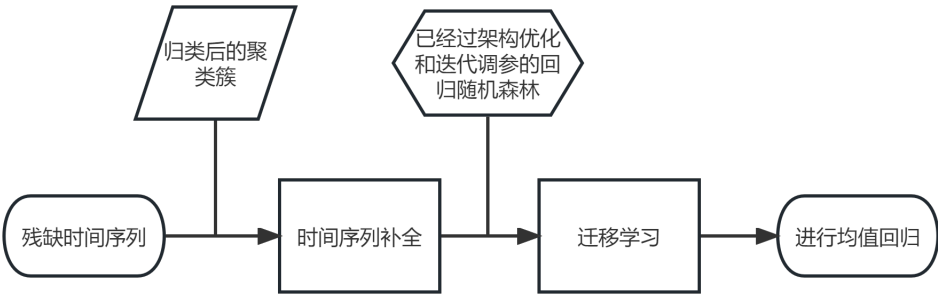 归类后的聚
类簇
已经过架构优化
和迭代调参的回
归随机森林
残缺时间序列
时间序列补全
迁移学习
进行均值回归